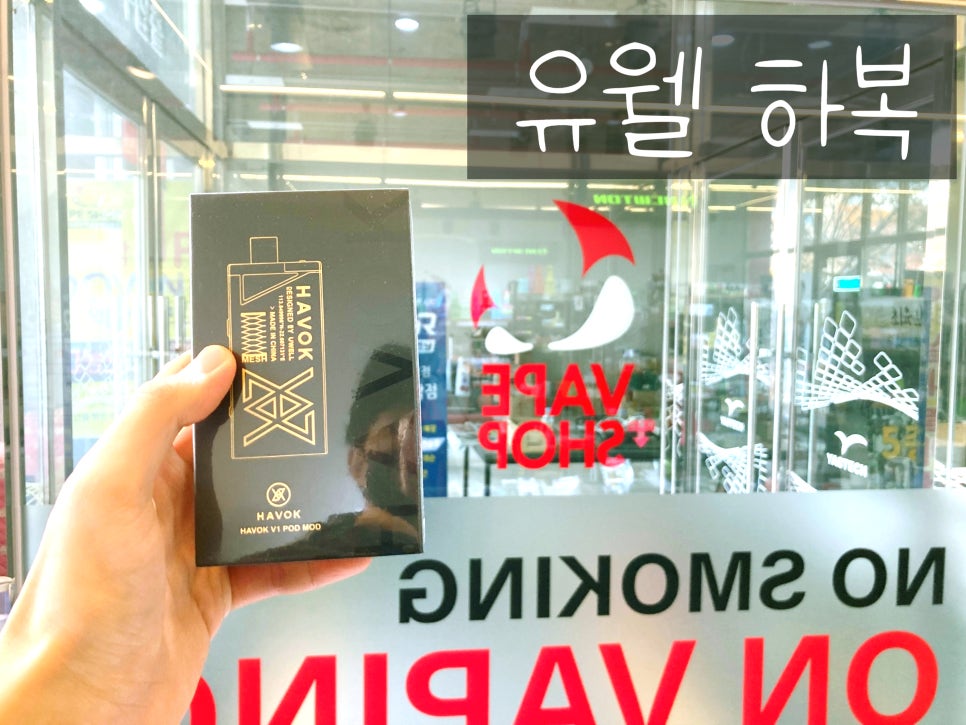 유웰 하복
HAVOK
DESIGNED BY UWELL
> MADE IN CHINA
MESH
HAVOK
HAVOK V1 POD MOD
VAPE
SHOP
NO SMOKING
ON VAPING